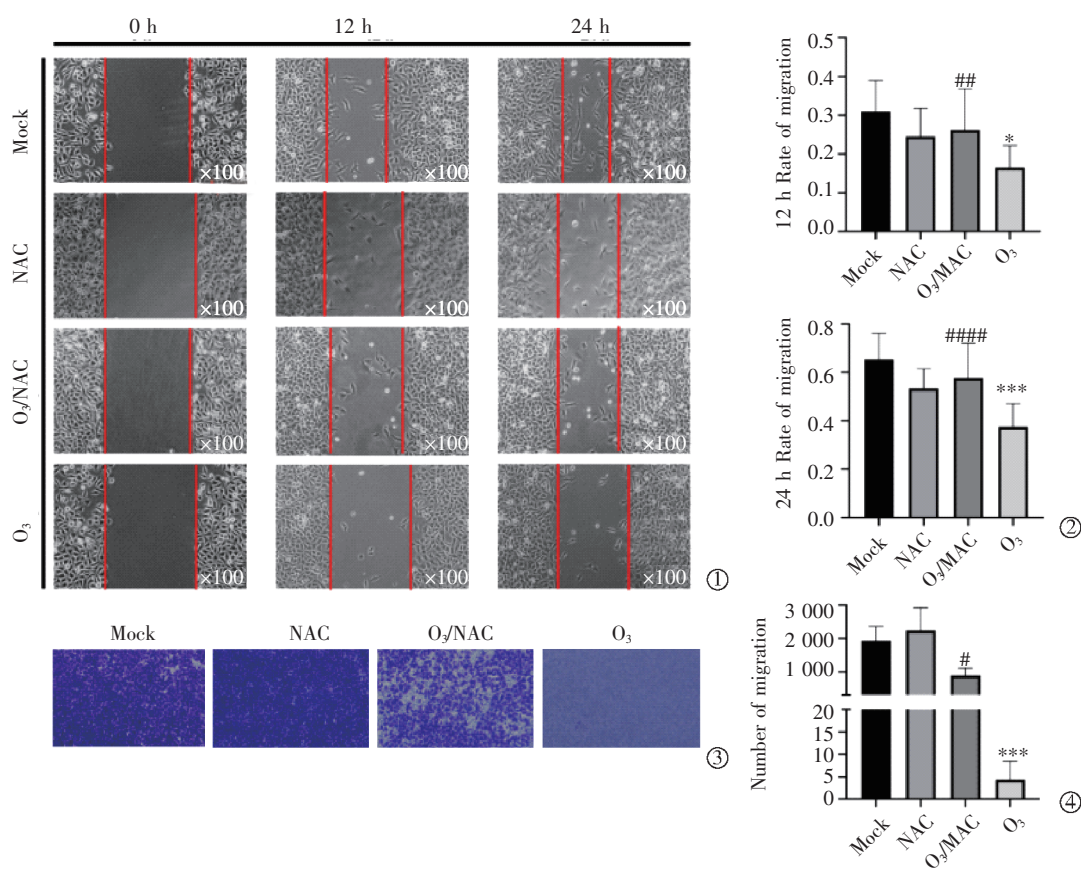 0 h 12 h 24 h
Mock ×100 ×100 ×100
NAC ×100 ×100 ×100
O₃/NAC ×100 ×100 ×100
O₃ ×100 ×100 ×100
①
Mock NAC O₃/NAC O₃
③
12 h Rate of migration
0.5
0.4
0.3
0.2
0.1
0.0
##
*
Mock NAC O₃/MAC O₃
24 h Rate of migration
0.8
0.6
0.4
0.2
0.0
####
***
Mock NAC O₃/MAC O₃
②
Number of migration
3 000
2 000
1 000
20
15
10
5
0
#
***
Mock NAC O₃/MAC O₃
④